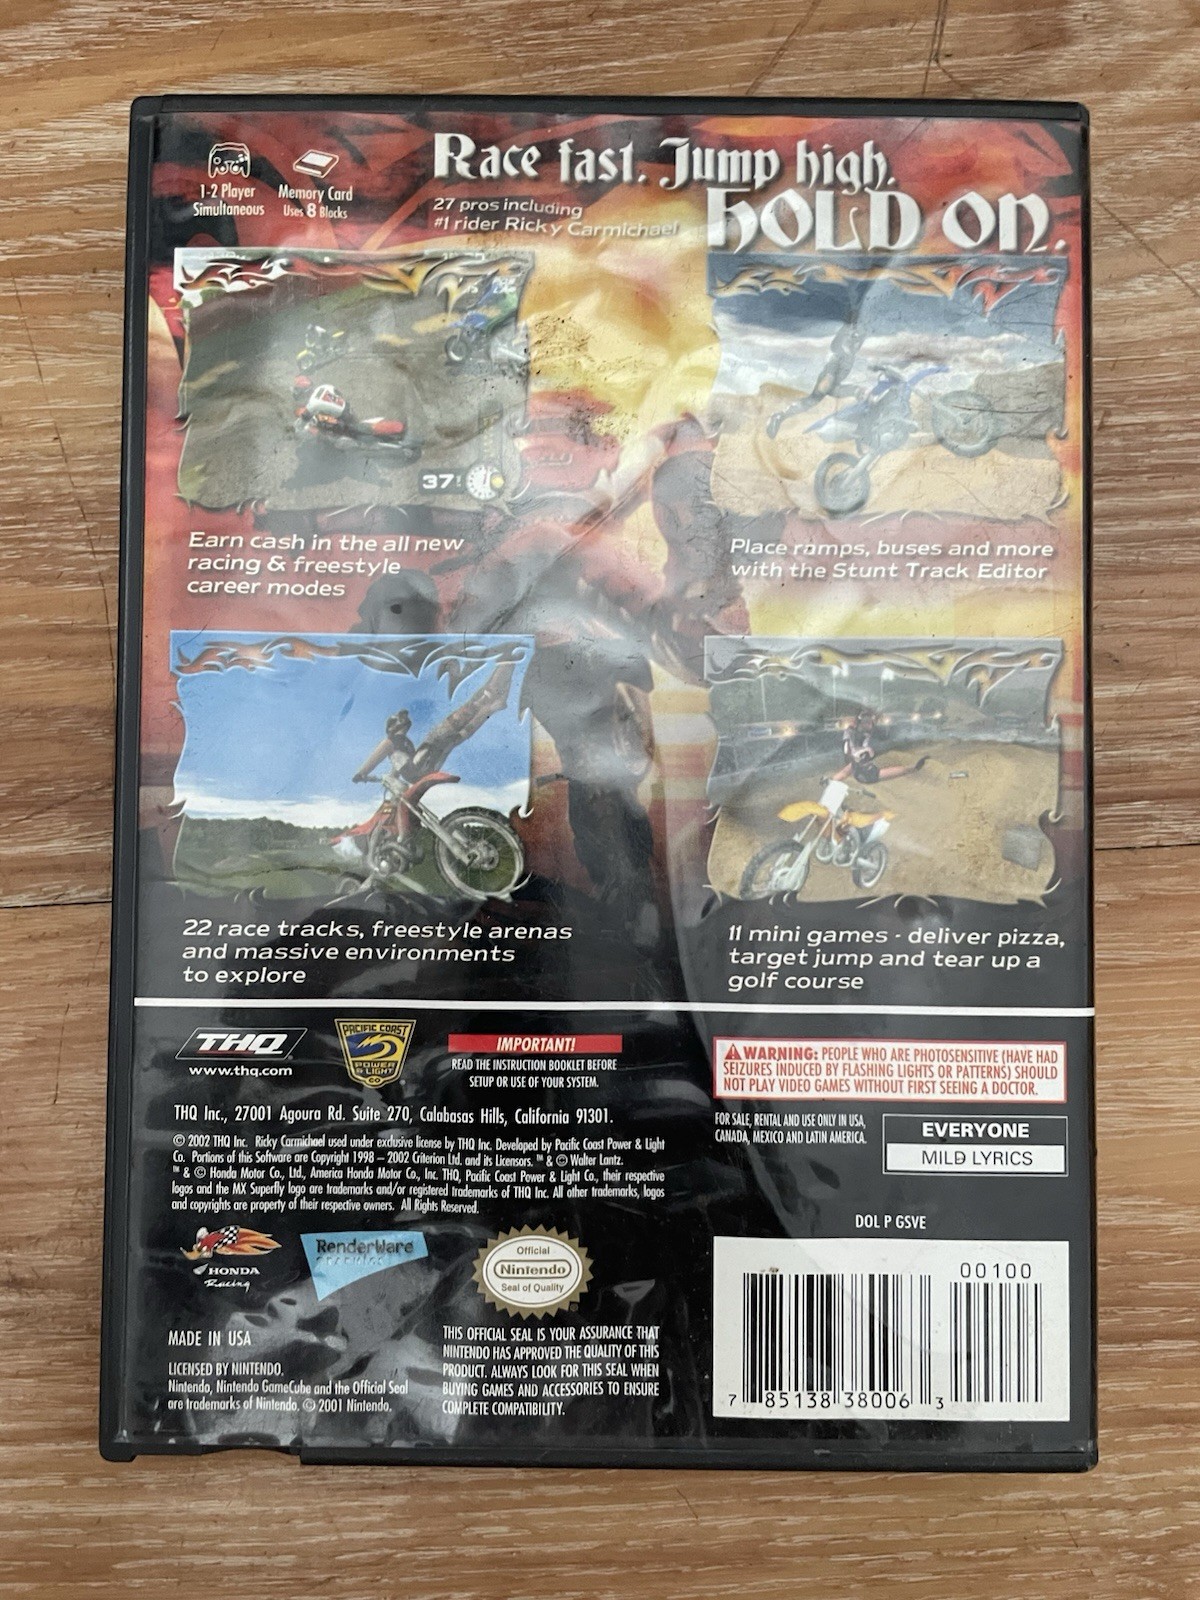 Race fast. Jump high.
HOLD ON.
1-2 Player
Simultaneous
Memory Card
Uses 8 Blocks
27 pros including
#1 rider Ricky Carmichael
37
Earn cash in the all new
racing & freestyle
career modes
Place ramps, buses and more
with the Stunt Track Editor
22 race tracks, freestyle arenas
and massive environments
to explore
11 mini games - deliver pizza,
target jump and tear up a
golf course
THQ
www.thq.com
PACIFIC COAST
POWER
& LIGHT
CO
IMPORTANT!
READ THE INSTRUCTION BOOKLET BEFORE
SETUP OR USE OF YOUR SYSTEM.
WARNING: PEOPLE WHO ARE PHOTOSENSITIVE (HAVE HAD
SEIZURES INDUCED BY FLASHING LIGHTS OR PATTERNS) SHOULD
NOT PLAY VIDEO GAMES WITHOUT FIRST SEEING A DOCTOR.
THQ Inc., 27001 Agoura Rd. Suite 270, Calabasas Hills, California 91301.
© 2002 THQ Inc. Ricky Carmichael used under exclusive license by THQ Inc. Developed by Pacific Coast Power & Light
Co. Portions of this Software are Copyright 1998 – 2002 Criterion Ltd. and its Licensors. ™ & © Walter Lantz.
™ & © Honda Motor Co., Ltd., America Honda Motor Co., Inc. THQ, Pacific Coast Power & Light Co., their respective
logos and the MX Superfly logo are trademarks and/or registered trademarks of THQ Inc. All other trademarks, logos
and copyrights are property of their respective owners. All Rights Reserved.
FOR SALE, RENTAL AND USE ONLY IN USA,
CANADA, MEXICO AND LATIN AMERICA.
EVERYONE
MILD LYRICS
DOL P GSVE
HONDA
Racing
RenderWare
Official
Nintendo
Seal of Quality
MADE IN USA
LICENSED BY NINTENDO.
Nintendo, Nintendo GameCube and the Official Seal
are trademarks of Nintendo. © 2001 Nintendo.
THIS OFFICIAL SEAL IS YOUR ASSURANCE THAT
NINTENDO HAS APPROVED THE QUALITY OF THIS
PRODUCT. ALWAYS LOOK FOR THIS SEAL WHEN
BUYING GAMES AND ACCESSORIES TO ENSURE
COMPLETE COMPATIBILITY.
00100
7 85138 38006 3